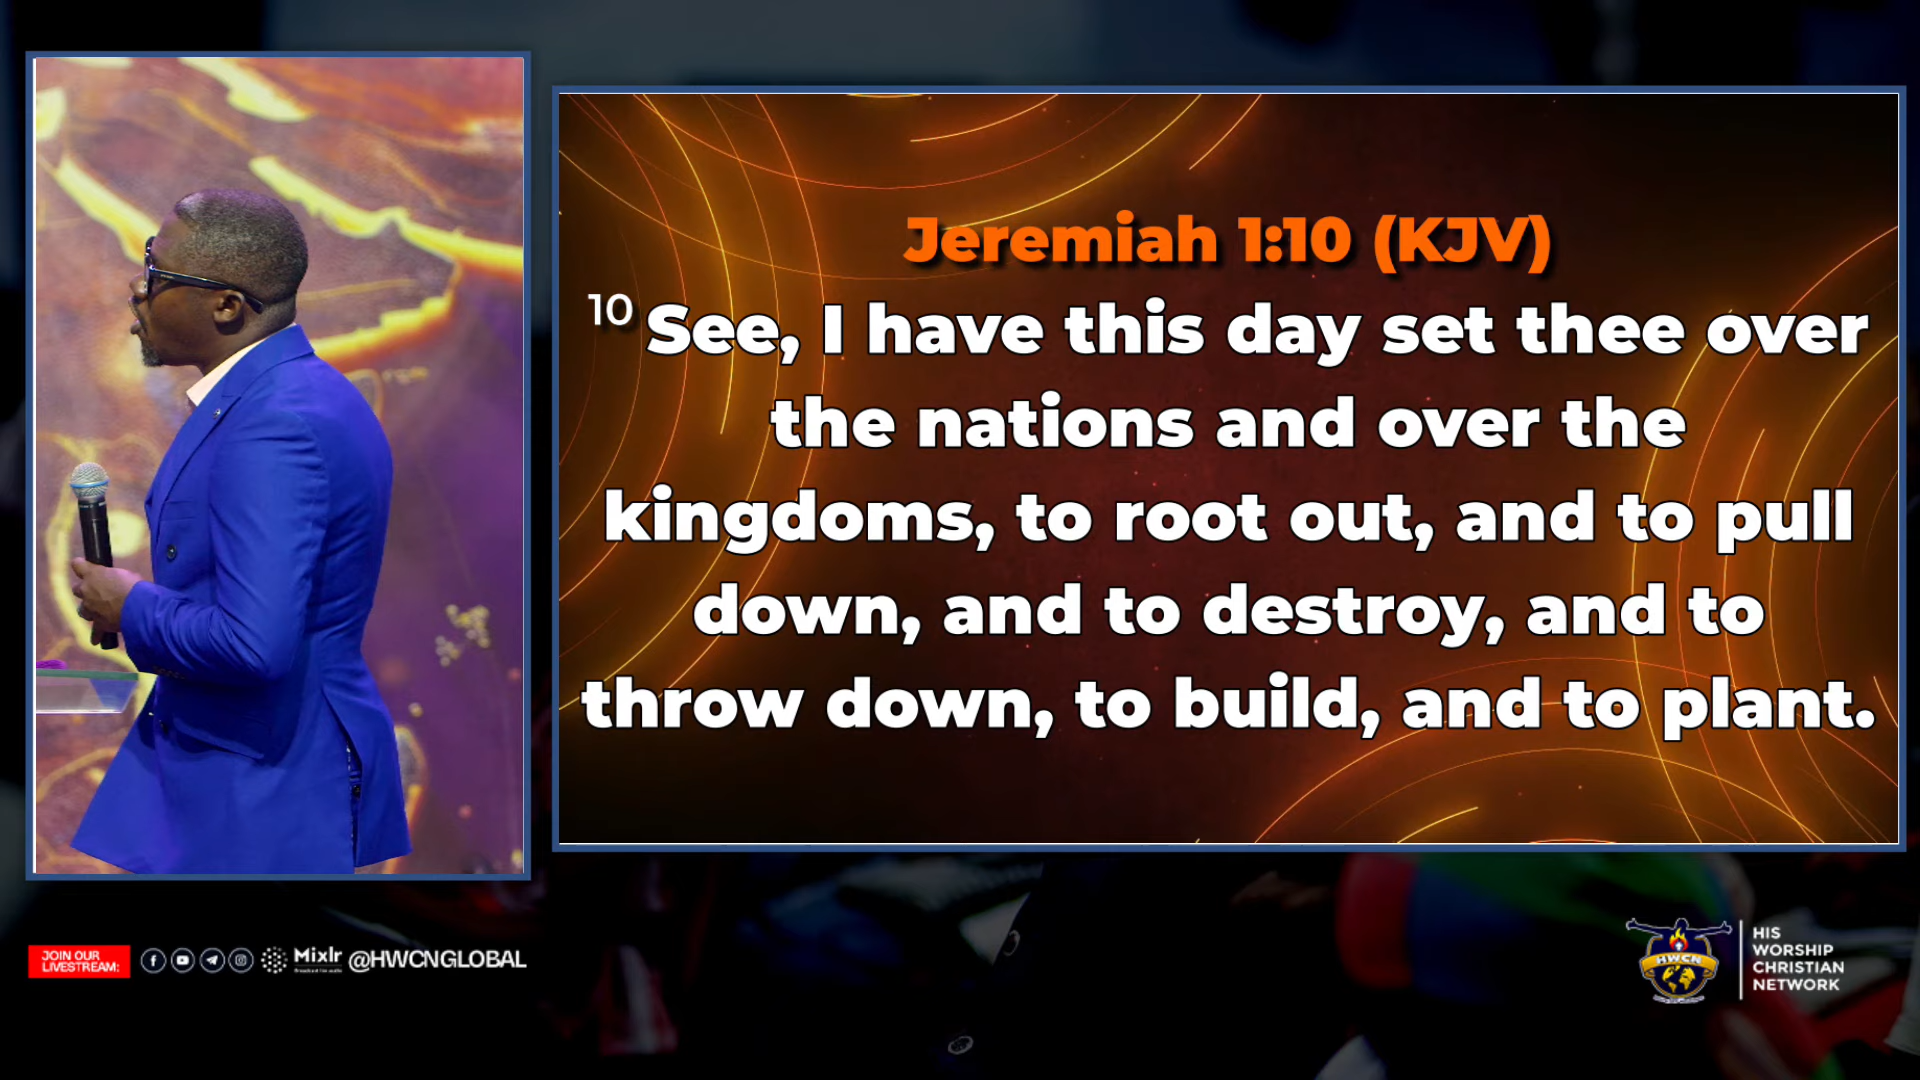 Jeremiah 1:10 (KJV)
10 See, I have this day set thee over
the nations and over the
kingdoms, to root out, and to pull
down, and to destroy, and to
throw down, to build, and to plant.
JOIN OUR
LIVESTREAM:
Mixlr
@HWCNGLOBAL
HWCN
HIS
WORSHIP
CHRISTIAN
NETWORK